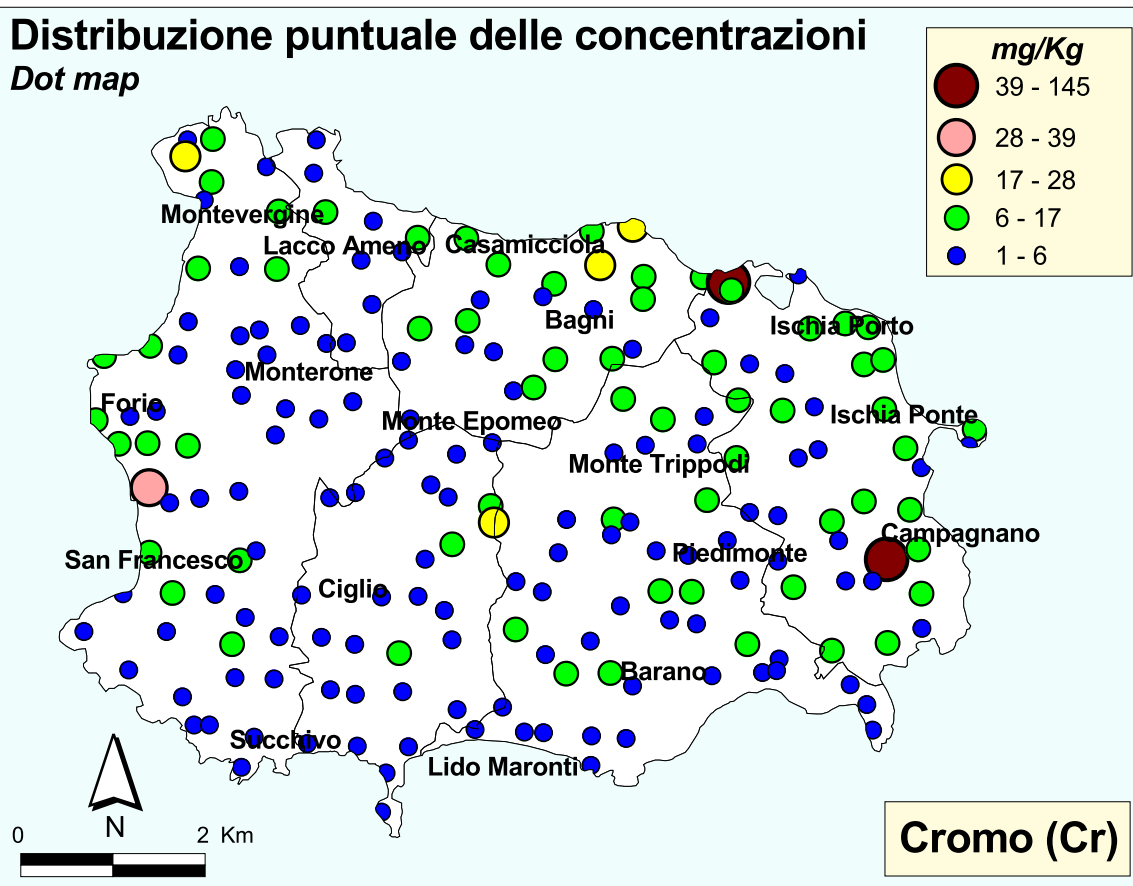 Distribuzione puntuale delle concentrazioni
Dot map
mg/Kg
39 - 145
28 - 39
17 - 28
6 - 17
1 - 6
Montevergine
Lacco Ameno
Casamicciola
Bagni
Ischia Porto
Monterone
Forio
Monte Epomeo
Ischia Ponte
Monte Trippodi
Campagnano
San Francesco
Piedimonte
Ciglio
Barano
Succhivo
Lido Maronti
N
0 2 Km
Cromo (Cr)